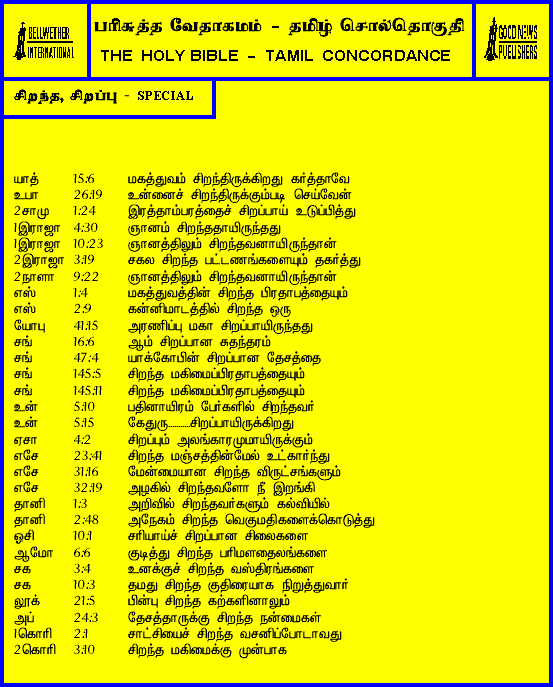 BELLWETHER
INTERNATIONAL
பரிசுத்த வேதாகமம் - தமிழ் சொல்தொகுதி
THE HOLY BIBLE - TAMIL CONCORDANCE
GOOD NEWS
PUBLISHERS
சிறந்த, சிறப்பு - SPECIAL
யாத் 15:6 மகத்துவம் சிறந்திருக்கிறது கர்த்தாவே
உபா 26:19 உன்னைச் சிறந்திருக்கும்படி செய்வேன்
2சாமு 1:24 இரத்தாம்பரத்தைச் சிறப்பாய் உடுப்பித்து
1இராஜா 4:30 ஞானம் சிறந்ததாயிருந்தது
1இராஜா 10:23 ஞானத்திலும் சிறந்தவனாயிருந்தான்
2இராஜா 3:19 சகல சிறந்த பட்டணங்களையும் தகர்த்து
2நாளா 9:22 ஞானத்திலும் சிறந்தவனாயிருந்தான்
எஸ் 1:4 மகத்துவத்தின் சிறந்த பிரதாபத்தையும்
எஸ் 2:9 கன்னிமாடத்தில் சிறந்த ஒரு
யோபு 41:15 அரணிப்பு மகா சிறப்பாயிருந்தது
சங் 16:6 ஆம் சிறப்பான சுதந்தரம்
சங் 47:4 யாக்கோபின் சிறப்பான தேசத்தை
சங் 145:5 சிறந்த மகிமைப்பிரதாபத்தையும்
சங் 145:11 சிறந்த மகிமைப்பிரதாபத்தையும்
உன் 5:10 பதினாயிரம் பேர்களில் சிறந்தவர்
உன் 5:15 கேதுரு..........சிறப்பாயிருக்கிறது
ஏசா 4:2 சிறப்பும் அலங்காரமுமாயிருக்கும்
எசே 23:41 சிறந்த மஞ்சத்தின்மேல் உட்கார்ந்து
எசே 31:16 மேன்மையான சிறந்த விருட்சங்களும்
எசே 32:19 அழகில் சிறந்தவளோ நீ இறங்கி
தானி 1:3 அறிவில் சிறந்தவர்களும் கல்வியில்
தானி 2:48 அநேகம் சிறந்த வெகுமதிகளைக்கொடுத்து
ஓசி 10:1 சரியாய்ச் சிறப்பான சிலைகளை
ஆமோ 6:6 குடித்து சிறந்த பரிமளதைலங்களை
சக 3:4 உனக்குச் சிறந்த வஸ்திரங்களை
சக 10:3 தமது சிறந்த குதிரையாக நிறுத்துவார்
லூக் 21:5 பின்பு சிறந்த கற்களினாலும்
அப் 24:3 தேசத்தாருக்கு சிறந்த நன்மைகள்
1கொரி 2:1 சாட்சியைச் சிறந்த வசனிப்போடாவது
2கொரி 3:10 சிறந்த மகிமைக்கு முன்பாக